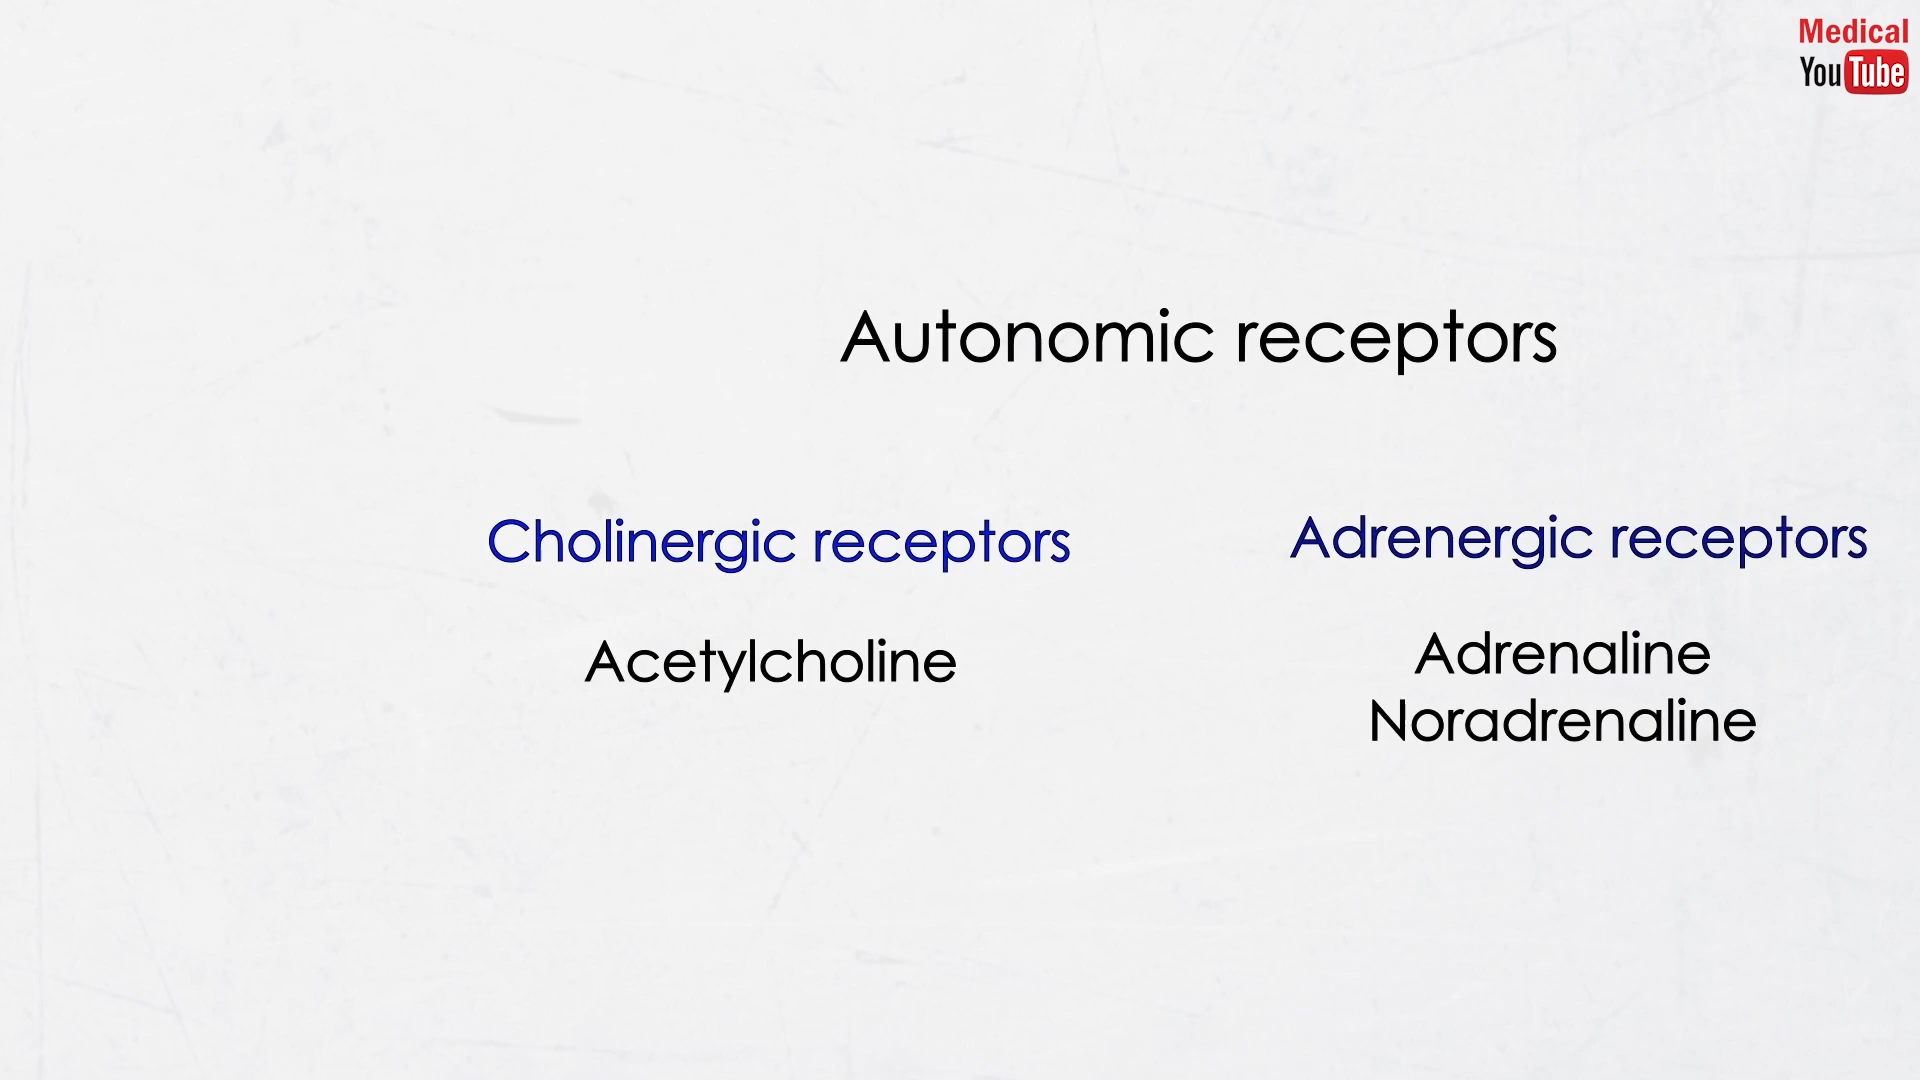 Medical
YouTube
Autonomic receptors
Cholinergic receptors
Adrenergic receptors
Acetylcholine
Adrenaline
Noradrenaline